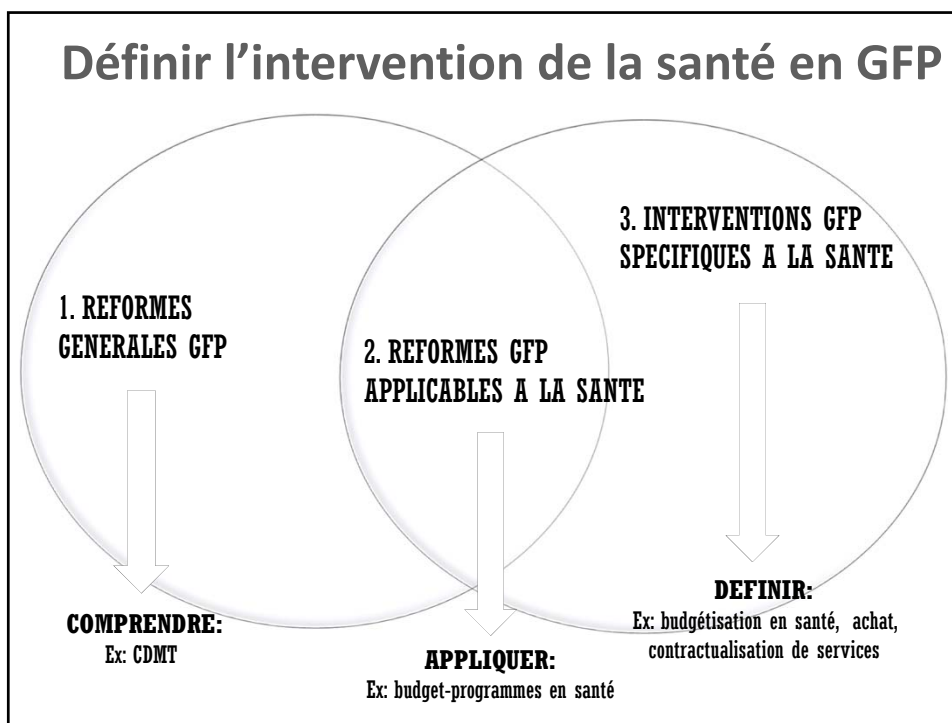 Définir l’intervention de la santé en GFP
1. REFORMES
GENERALES GFP
COMPRENDRE:
Ex: CDMT
2. REFORMES GFP
APPLICABLES A LA SANTE
APPLIQUER:
Ex: budget-programmes en santé
3. INTERVENTIONS GFP
SPECIFIQUES A LA SANTE
DEFINIR:
Ex: budgétisation en santé, achat,
contractualisation de services